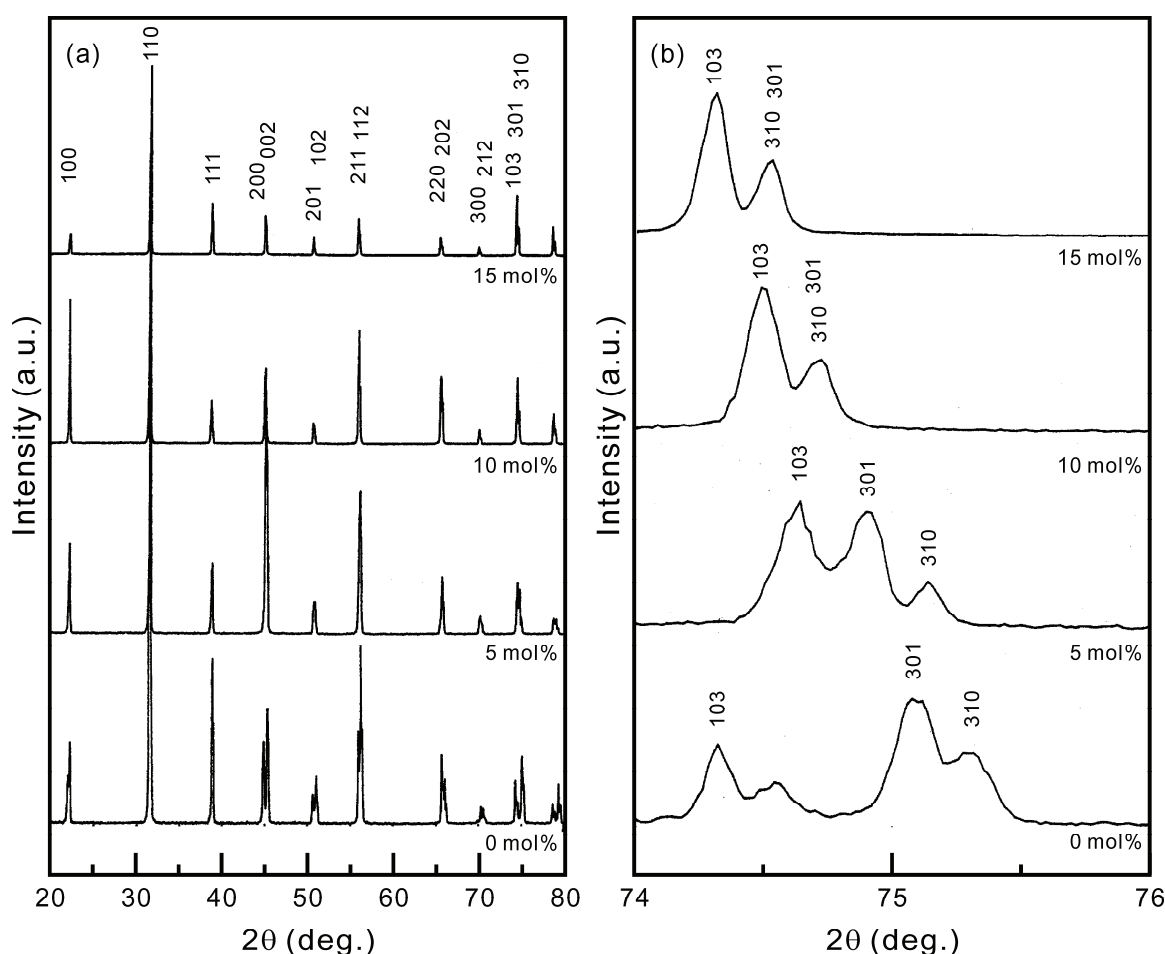 (a)
100
110
111
200
002
201
102
211
112
220
202
300
212
103
301
310
15 mol%
10 mol%
5 mol%
0 mol%
Intensity (a.u.)
20 30 40 50 60 70 80
2θ (deg.)
(b)
103
310
301
15 mol%
103
310
301
10 mol%
103
301
310
5 mol%
103
301
310
0 mol%
Intensity (a.u.)
74 75 76
2θ (deg.)